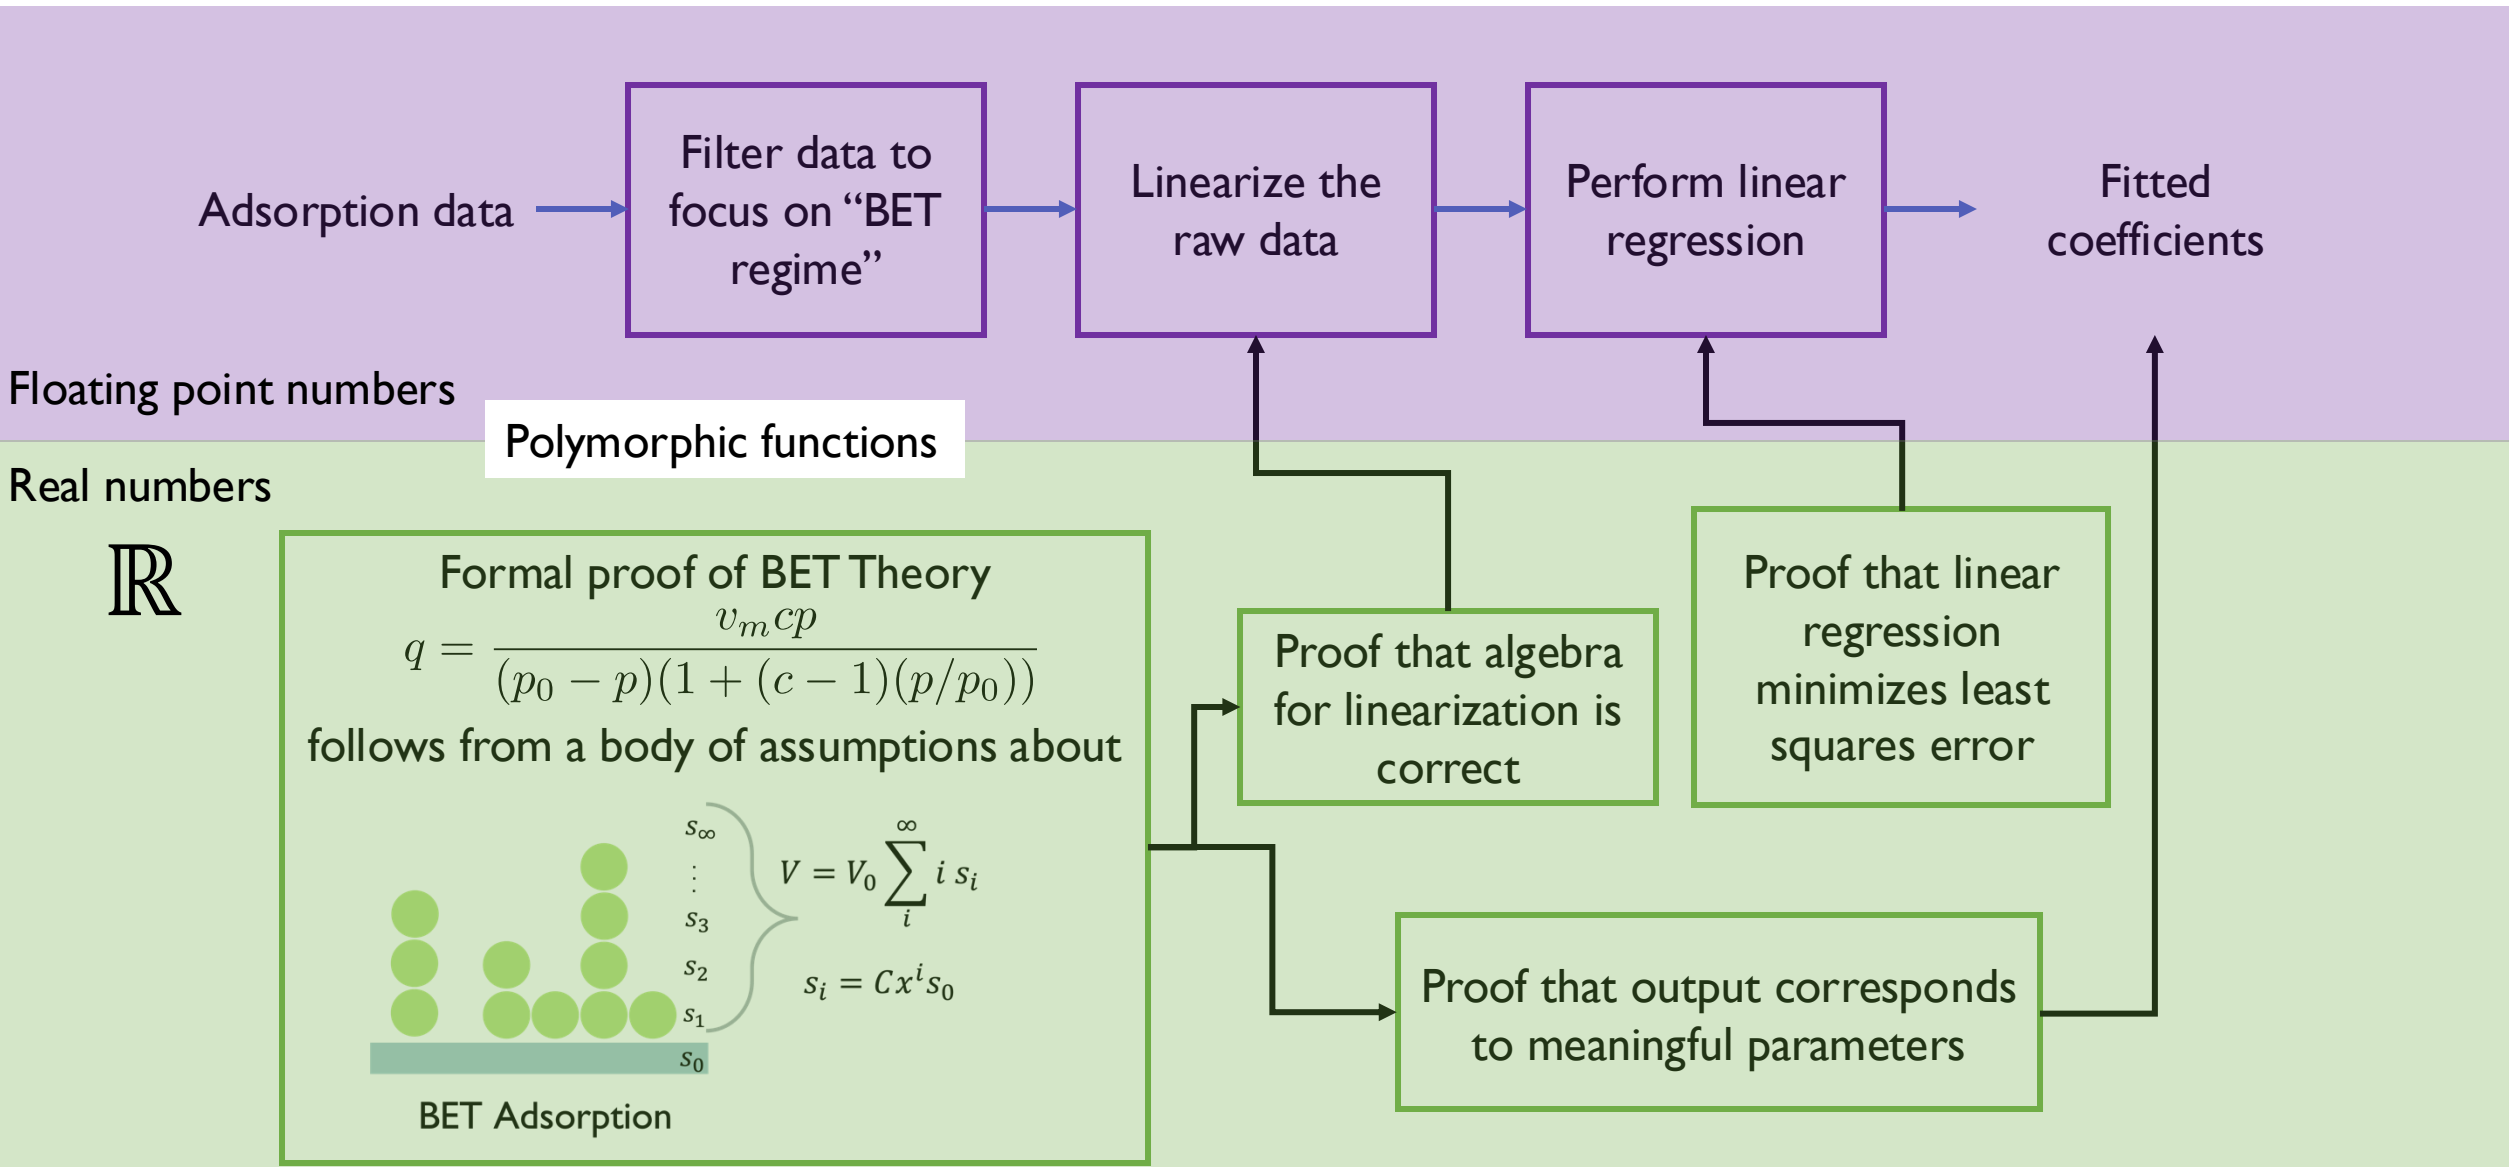 Adsorption data
Filter data to
focus on “BET
regime”
Linearize the
raw data
Perform linear
regression
Fitted
coefficients
Floating point numbers
Polymorphic functions
Real numbers
ℝ
Formal proof of BET Theory
q = v_m cp / (p_0 − p)(1 + (c − 1)(p/p_0))
follows from a body of assumptions about
s_∞
⋮
s_3
s_2
s_1
s_0
V = V_0 ∑_i^∞ i s_i
s_i = Cx^i s_0
BET Adsorption
Proof that algebra
for linearization is
correct
Proof that linear
regression
minimizes least
squares error
Proof that output corresponds
to meaningful parameters